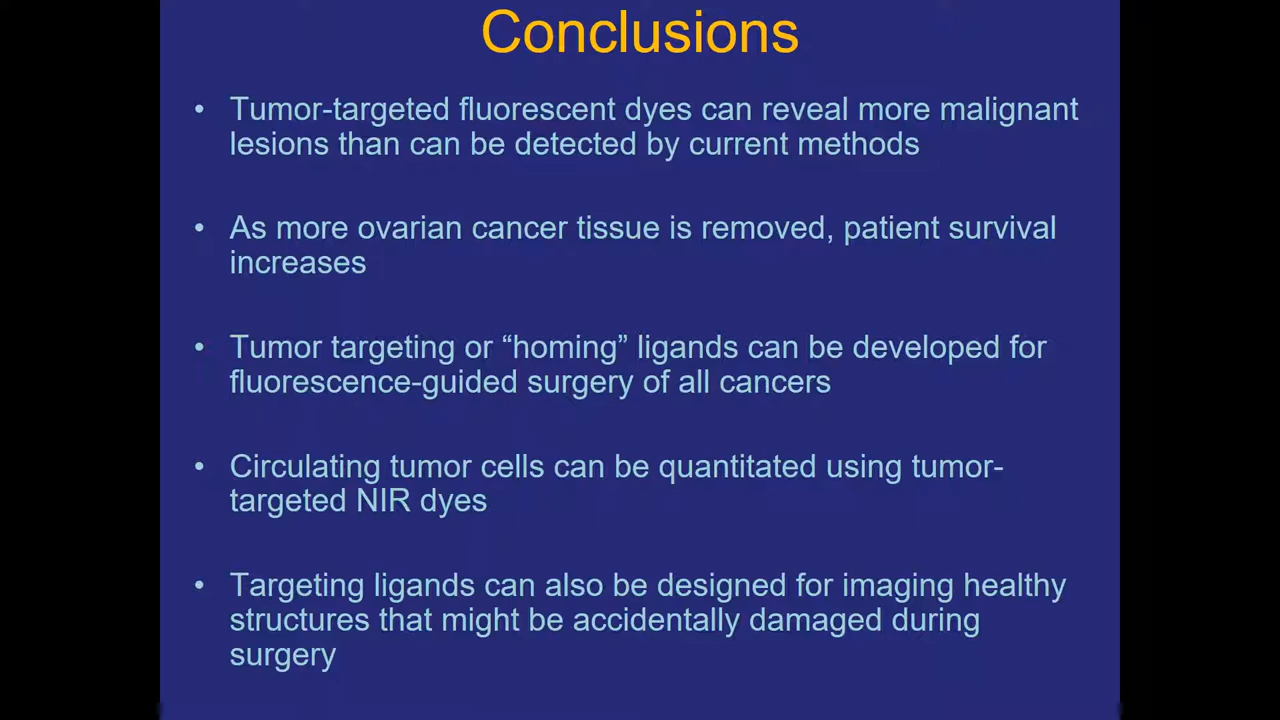 Conclusions
• Tumor-targeted fluorescent dyes can reveal more malignant
lesions than can be detected by current methods
• As more ovarian cancer tissue is removed, patient survival
increases
• Tumor targeting or “homing” ligands can be developed for
fluorescence-guided surgery of all cancers
• Circulating tumor cells can be quantitated using tumor-
targeted NIR dyes
• Targeting ligands can also be designed for imaging healthy
structures that might be accidentally damaged during
surgery